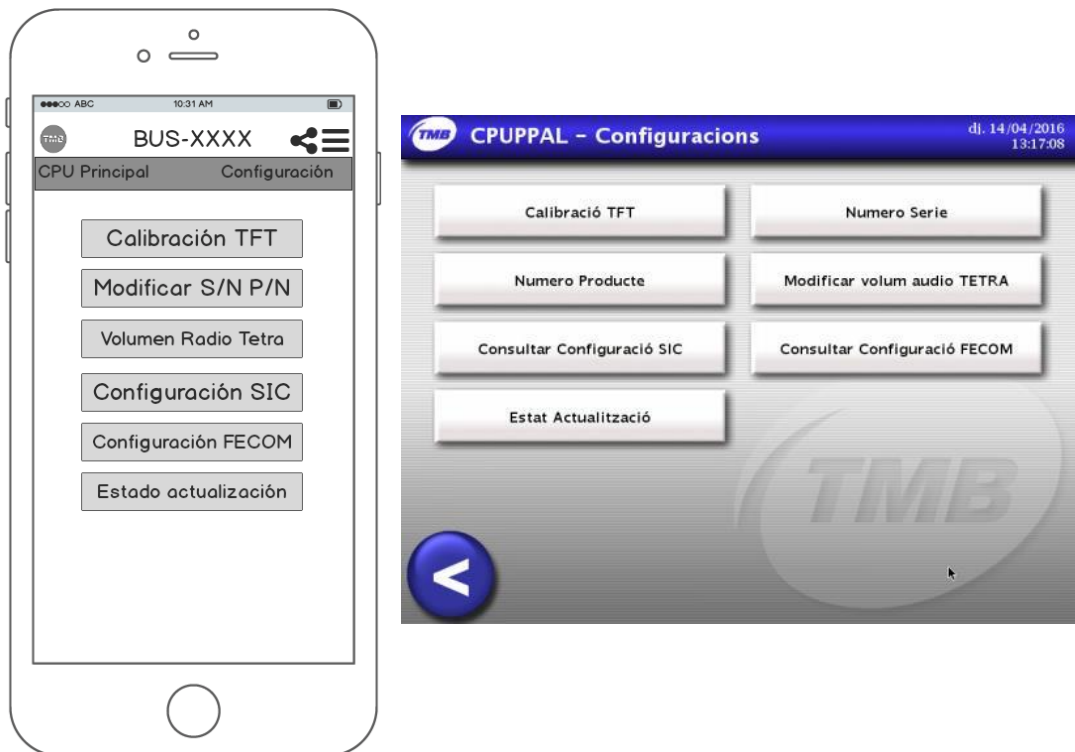 ABC 10:31 AM
TMB BUS-XXXX
CPU Principal Configuración
Calibración TFT
Modificar S/N P/N
Volumen Radio Tetra
Configuración SIC
Configuración FECOM
Estado actualización
TMB CPUPPAL - Configuracions dj. 14/04/2016
13:17:08
Calibració TFT Numero Serie
Numero Producte Modificar volum audio TETRA
Consultar Configuració SIC Consultar Configuració FECOM
Estat Actualització
TMB
<